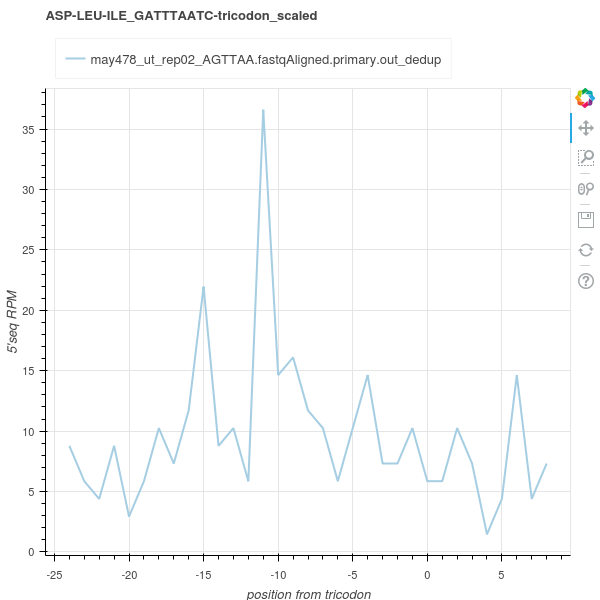 ASP-LEU-ILE_GATTTAATC-tricodon_scaled
may478_ut_rep02_AGTTAA.fastqAligned.primary.out_dedup
35
30
25
20
15
10
5
0
5'seq RPM
-25 -20 -15 -10 -5 0 5
position from tricodon